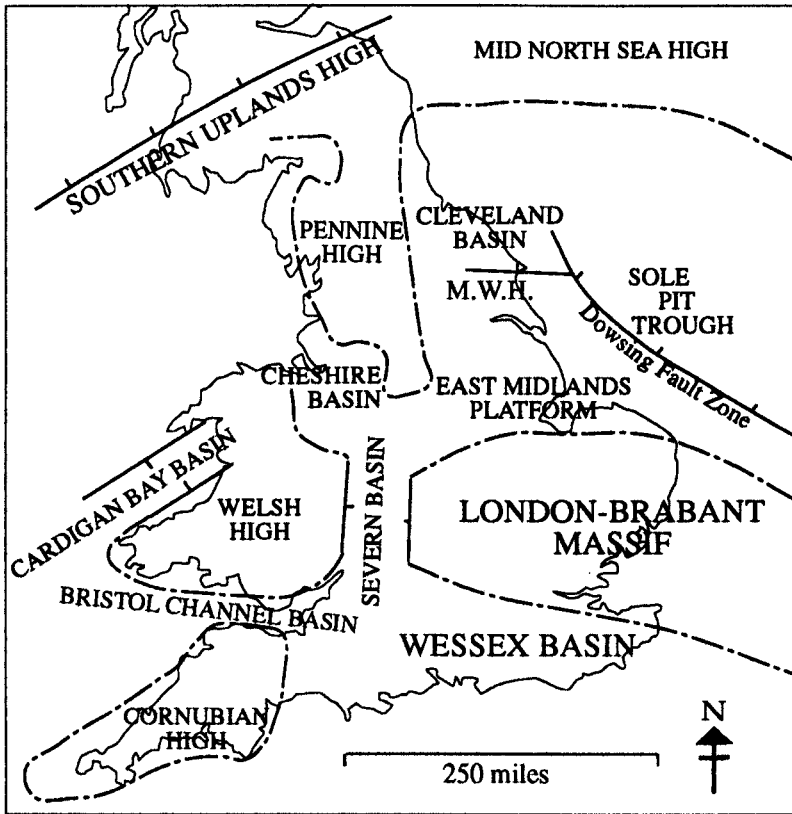 MID NORTH SEA HIGH
SOUTHERN UPLANDS HIGH
PENNINE
HIGH
CLEVELAND
BASIN
M.W.H.
SOLE
PIT
TROUGH
Dowsing Fault Zone
CHESHIRE
BASIN
EAST MIDLANDS
PLATFORM
CARDIGAN BAY BASIN
WELSH
HIGH
SEVERN BASIN
LONDON-BRABANT
MASSIF
BRISTOL CHANNEL BASIN
WESSEX BASIN
CORNUBIAN
HIGH
250 miles
N